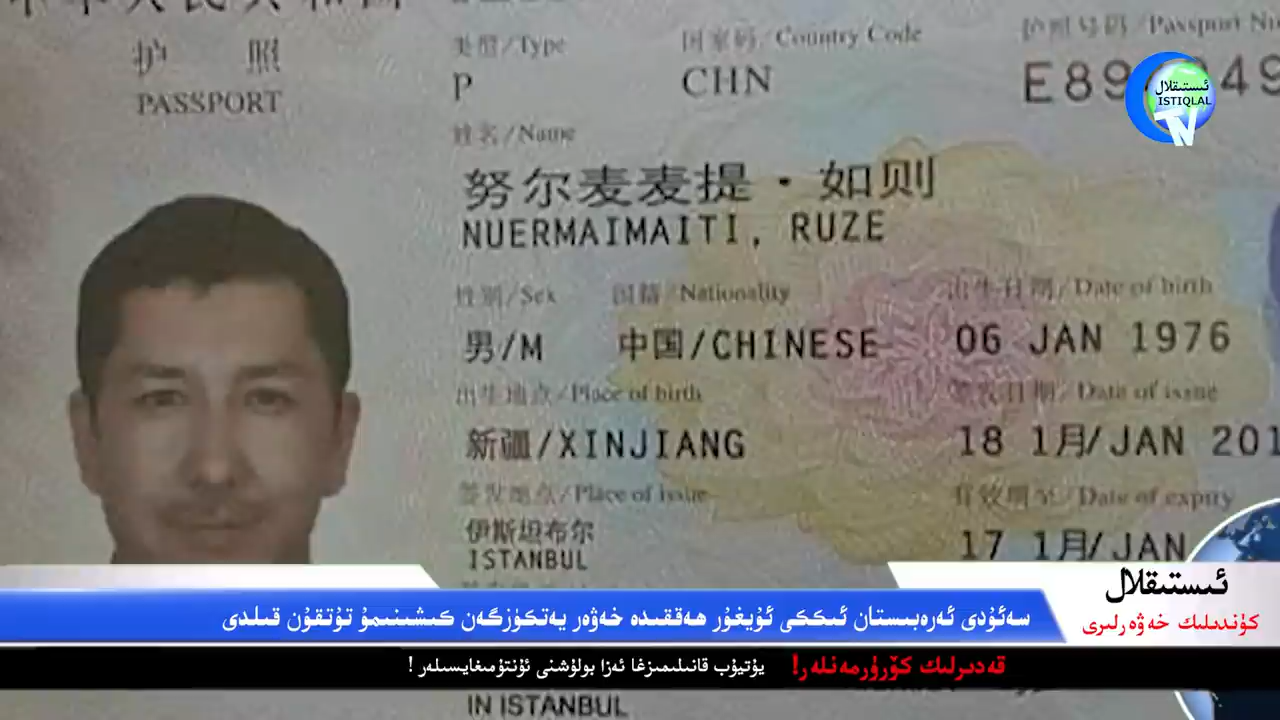 护 照
PASSPORT
类型/Type
P
国家码/Country Code
CHN
护照号码/Passport
姓名/Name
努尔麦麦提・如则
NUERMAIMAITI, RUZE
性别/Sex
国籍/Nationality
出生日期/Date of birth
男/M
中国/CHINESE
06 JAN 1976
出生地点/Place of birth
签发日期/Date of issue
新疆/XINJIANG
18 1月/JAN 201
签发地点/Place of issue
有效期至/Date of expiry
伊斯坦布尔
ISTANBUL
17 1月/JAN
ئىستىقلال
ISTIQLAL
TV
ئىستىقلال
كۈندىلىك خەۋەرلىرى
سەئۇدى ئەرەبىستان ئىككى ئۇيغۇر ھەققىدە خەۋەر يەتكۈزگەن كىشىنىمۇ تۇتقۇن قىلدى
قەدىرلىك كۆرۈرمەنلەر! يۇتيۇب قانىلىمىزغا ئەزا بولۇشنى ئۇنتۇمىغايسىلەر !
IN ISTANBUL